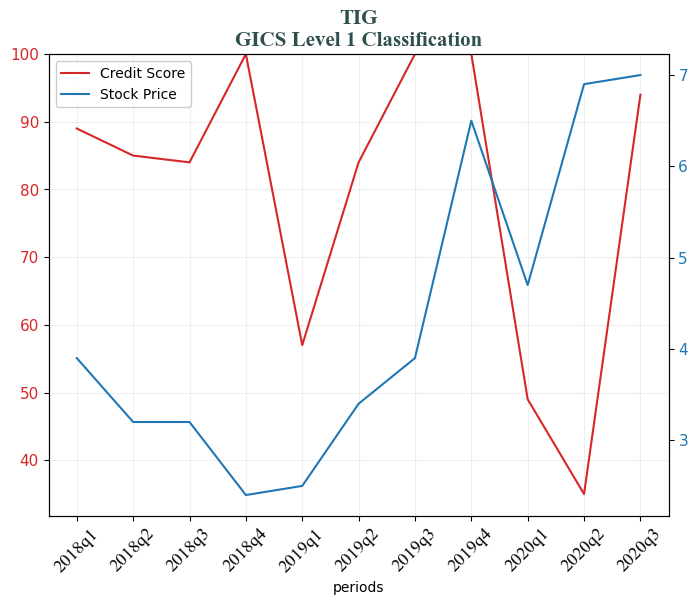 TIG
GICS Level 1 Classification
Credit Score
Stock Price
100
90
80
70
60
50
40
7
6
5
4
3
2018q1
2018q2
2018q3
2018q4
2019q1
2019q2
2019q3
2019q4
2020q1
2020q2
2020q3
periods